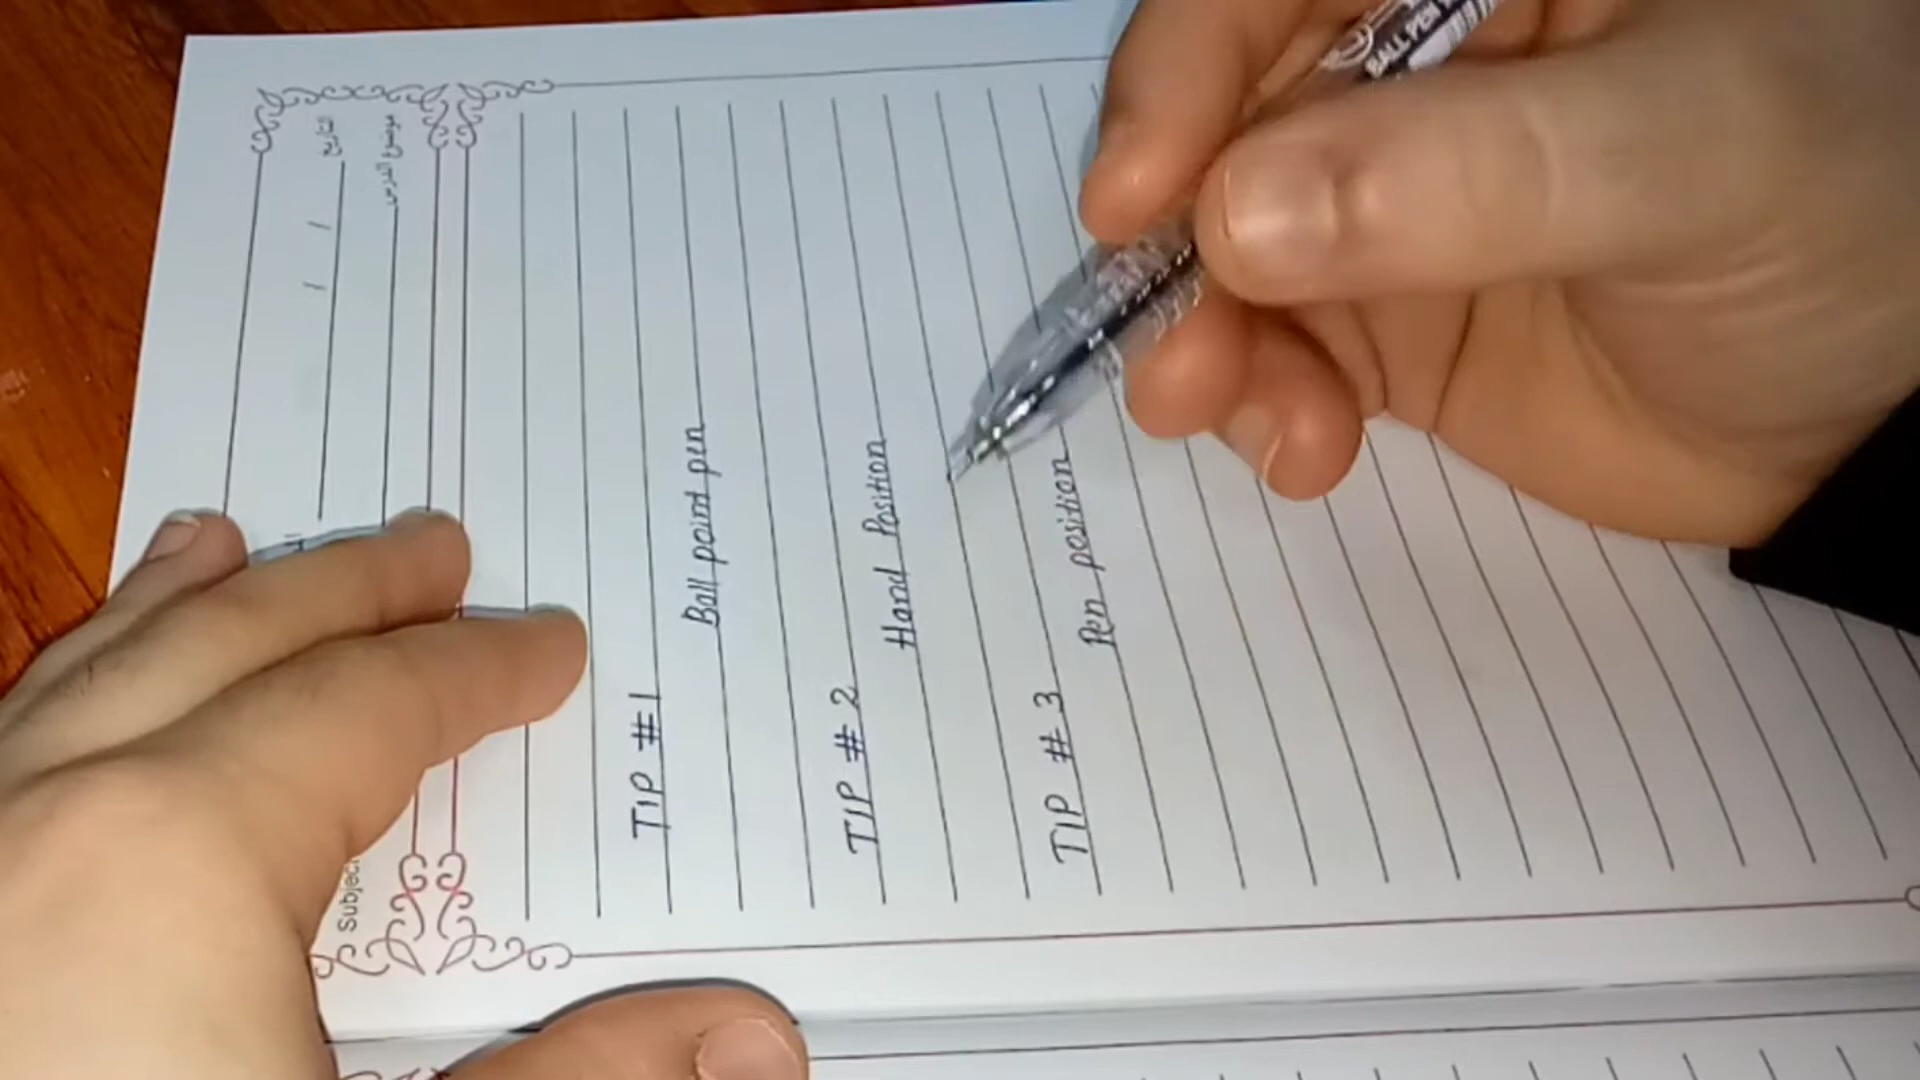 التاريخ / /
موضوع الدرس
Subject
TIP #1
Ball point pen
TIP # 2
Hand Position
TIP # 3
Pen position
BALL PEN